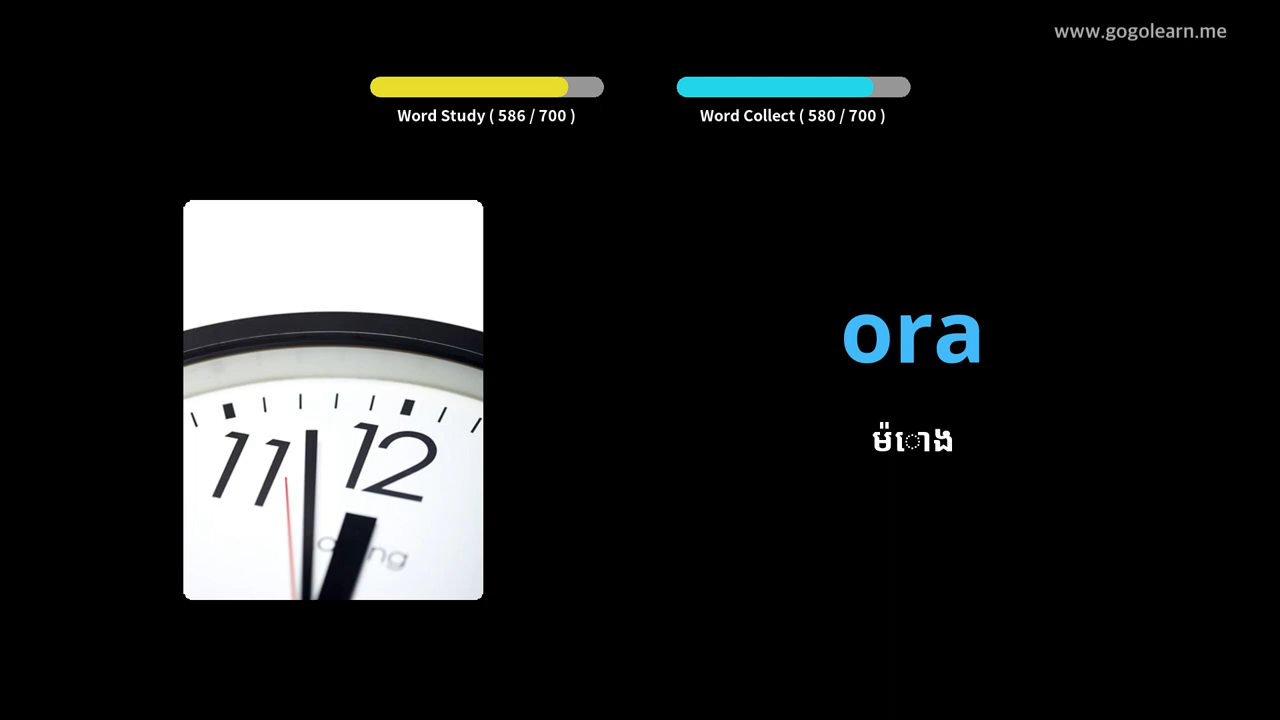 www.gogolearn.me
Word Study ( 586 / 700 )
Word Collect ( 580 / 700 )
ora
ម៉ោង
11
12